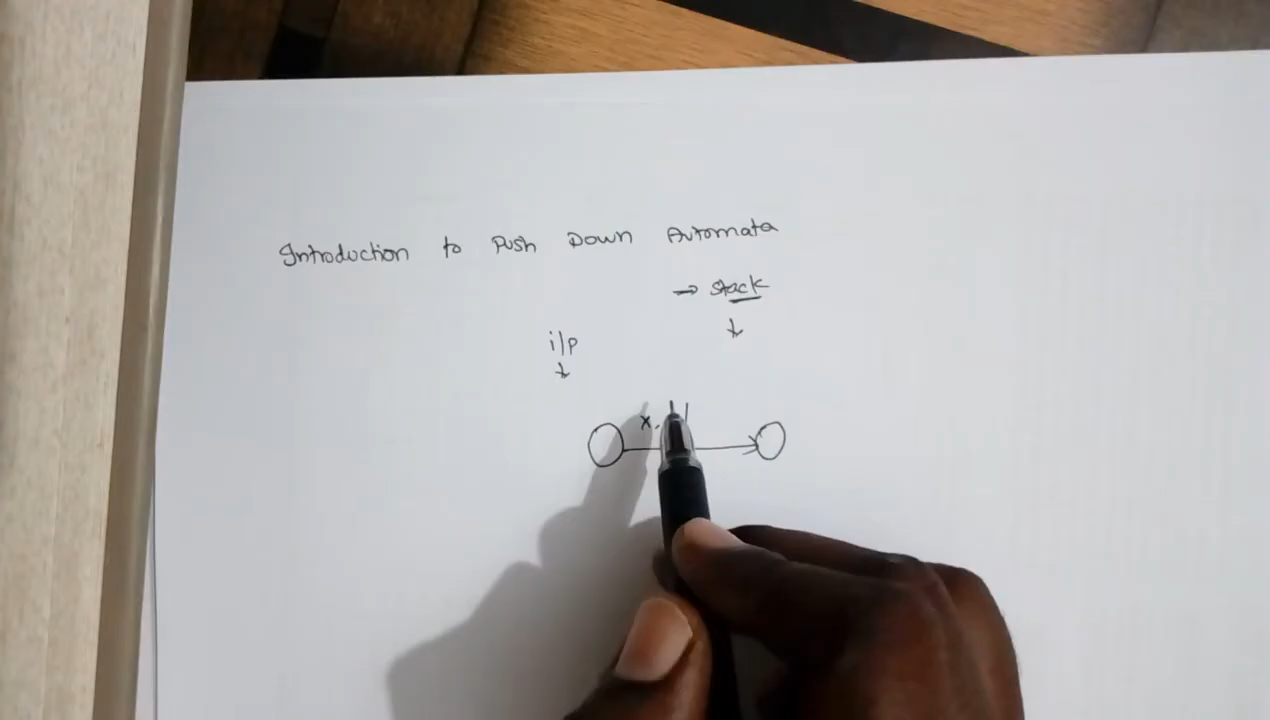 Introduction to Push Down Automata
→ stack
i/p
x,